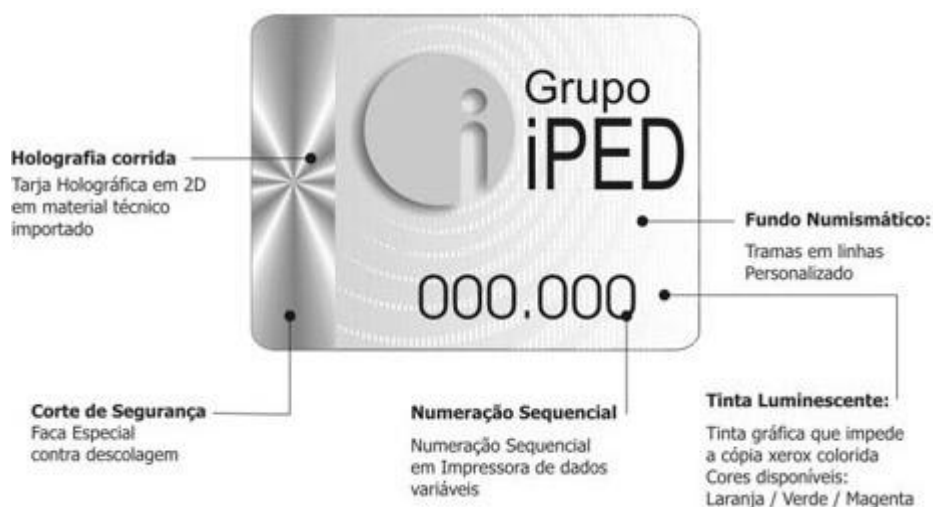 Grupo
iPED
000.000
Holografia corrida
Tarja Holográfica em 2D
em material técnico
importado
Fundo Numismático:
Tramas em linhas
Personalizado
Corte de Segurança
Faca Especial
contra descolagem
Numeração Sequencial
Numeração Sequencial
em Impressora de dados
variáveis
Tinta Luminescente:
Tinta gráfica que impede
a cópia xerox colorida
Cores disponíveis:
Laranja / Verde / Magenta